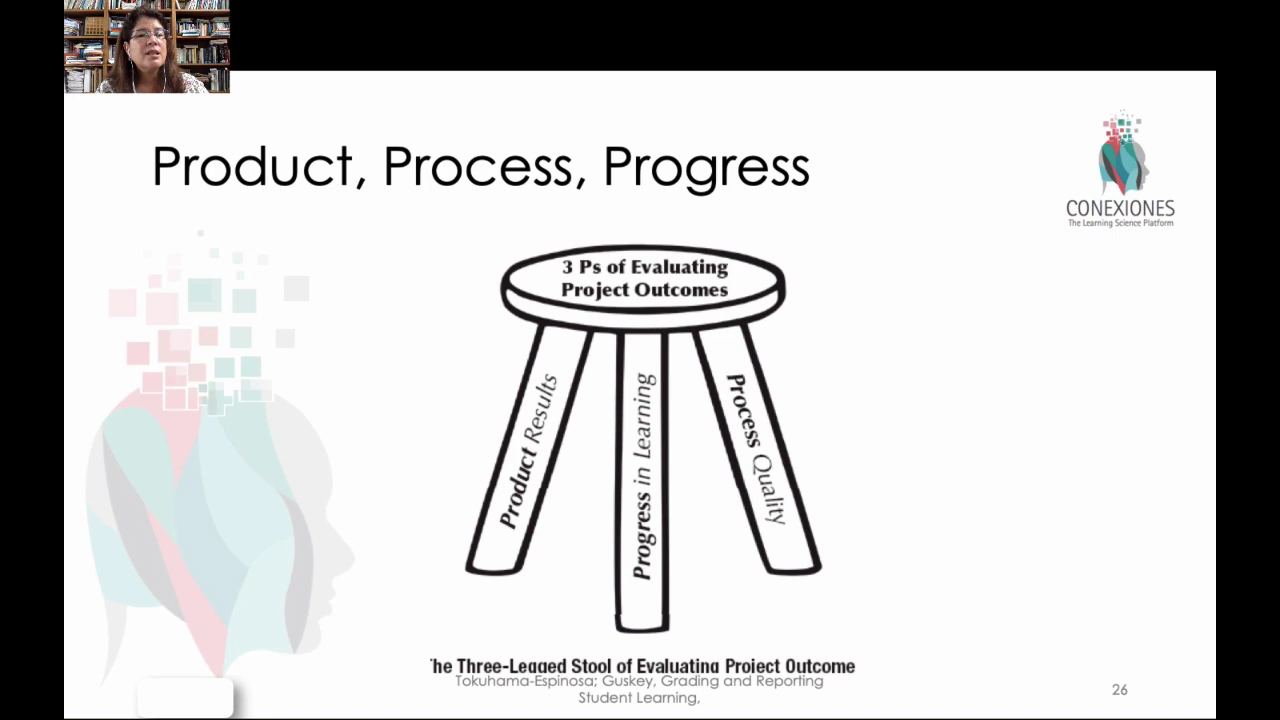 Product, Process, Progress
CONEXIONES
The Learning Science Platform
3 Ps of Evaluating
Project Outcomes
Product Results
Progress in Learning
Process Quality
he Three-Legged Stool of Evaluating Project Outcome
Tokuhama-Espinosa; Guskey, Grading and Reporting
Student Learning,
26